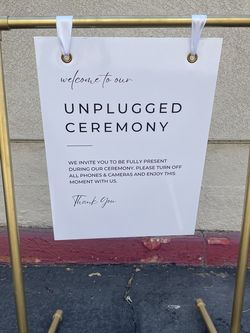 welcome to our
UNPLUGGED
CEREMONY
WE INVITE YOU TO BE FULLY PRESENT
DURING OUR CEREMONY. PLEASE TURN OFF
ALL PHONES & CAMERAS AND ENJOY THIS
MOMENT WITH US.
Thank You